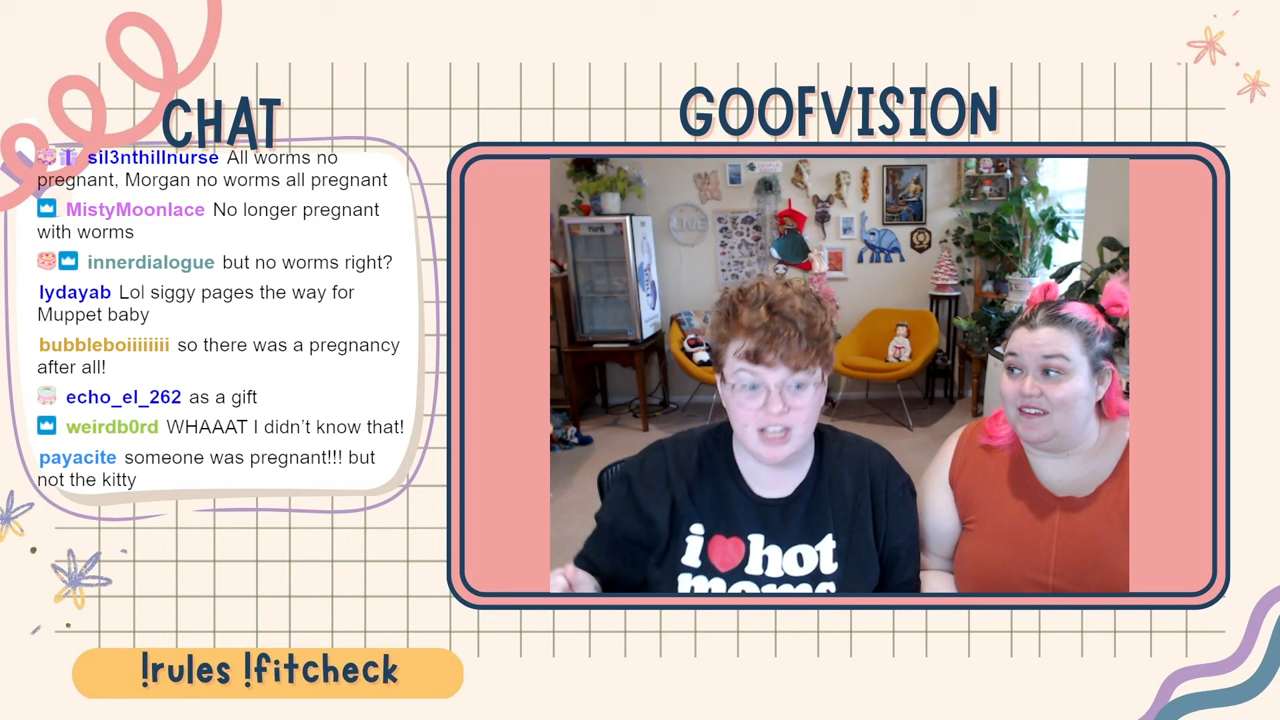 CHAT
GOOFVISION
sil3nthillnurse All worms no
pregnant, Morgan no worms all pregnant
MistyMoonlace No longer pregnant
with worms
innerdialogue but no worms right?
lydayab Lol siggy pages the way for
Muppet baby
bubbleboiiiiiiii so there was a pregnancy
after all!
echo_el_262 as a gift
weirdb0rd WHAAAT I didn’t know that!
payacite someone was pregnant!!! but
not the kitty
LIVE
i hot
moms
!rules !fitcheck